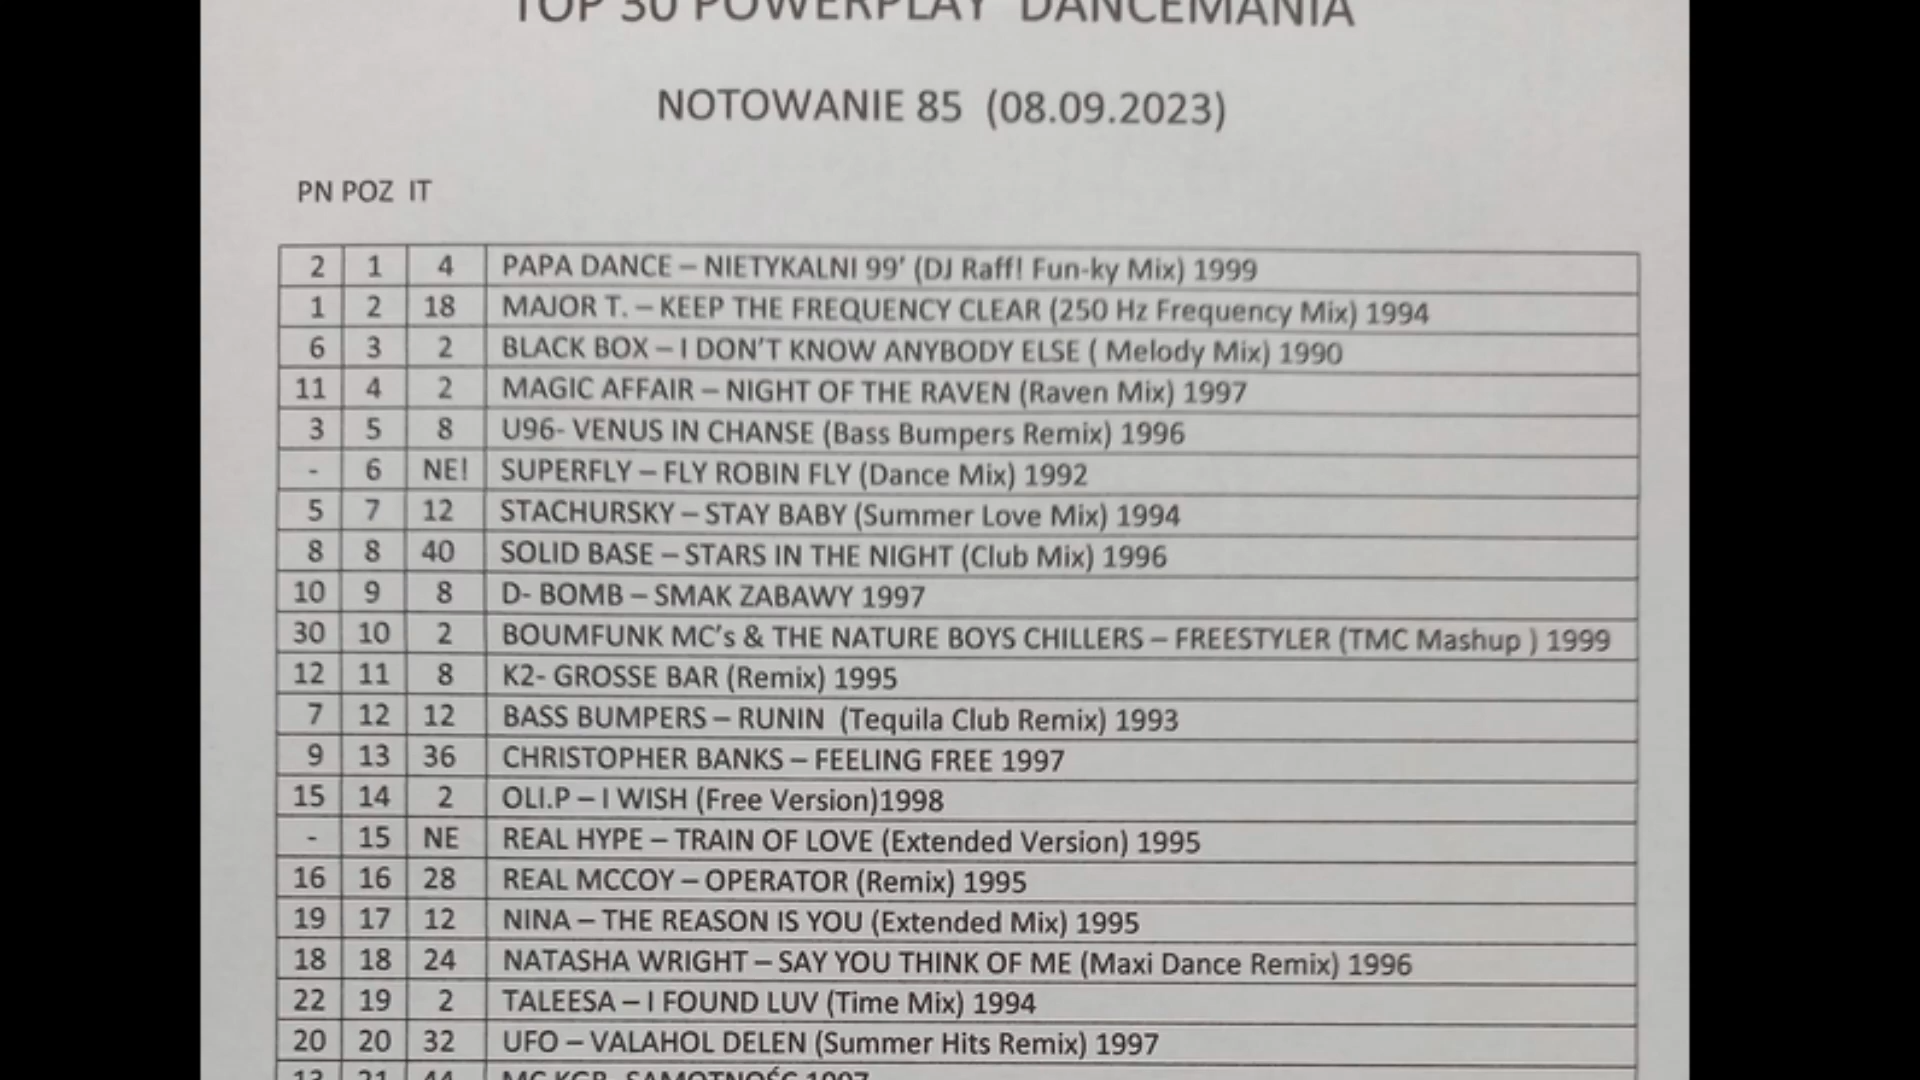 TOP 30 POWERPLAY DANCEMANIA
NOTOWANIE 85 (08.09.2023)
PN POZ IT
2 1 4 PAPA DANCE – NIETYKALNI 99' (DJ Raff! Fun-ky Mix) 1999
1 2 18 MAJOR T. – KEEP THE FREQUENCY CLEAR (250 Hz Frequency Mix) 1994
6 3 2 BLACK BOX – I DON'T KNOW ANYBODY ELSE ( Melody Mix) 1990
11 4 2 MAGIC AFFAIR – NIGHT OF THE RAVEN (Raven Mix) 1997
3 5 8 U96- VENUS IN CHANSE (Bass Bumpers Remix) 1996
- 6 NE! SUPERFLY – FLY ROBIN FLY (Dance Mix) 1992
5 7 12 STACHURSKY – STAY BABY (Summer Love Mix) 1994
8 8 40 SOLID BASE – STARS IN THE NIGHT (Club Mix) 1996
10 9 8 D- BOMB – SMAK ZABAWY 1997
30 10 2 BOUMFUNK MC's & THE NATURE BOYS CHILLERS – FREESTYLER (TMC Mashup ) 1999
12 11 8 K2- GROSSE BAR (Remix) 1995
7 12 12 BASS BUMPERS – RUNIN (Tequila Club Remix) 1993
9 13 36 CHRISTOPHER BANKS – FEELING FREE 1997
15 14 2 OLI.P – I WISH (Free Version)1998
- 15 NE REAL HYPE – TRAIN OF LOVE (Extended Version) 1995
16 16 28 REAL MCCOY – OPERATOR (Remix) 1995
19 17 12 NINA – THE REASON IS YOU (Extended Mix) 1995
18 18 24 NATASHA WRIGHT – SAY YOU THINK OF ME (Maxi Dance Remix) 1996
22 19 2 TALEESA – I FOUND LUV (Time Mix) 1994
20 20 32 UFO – VALAHOL DELEN (Summer Hits Remix) 1997
13 21 44 MC KGB- SAMOTNOŚĆ 1997